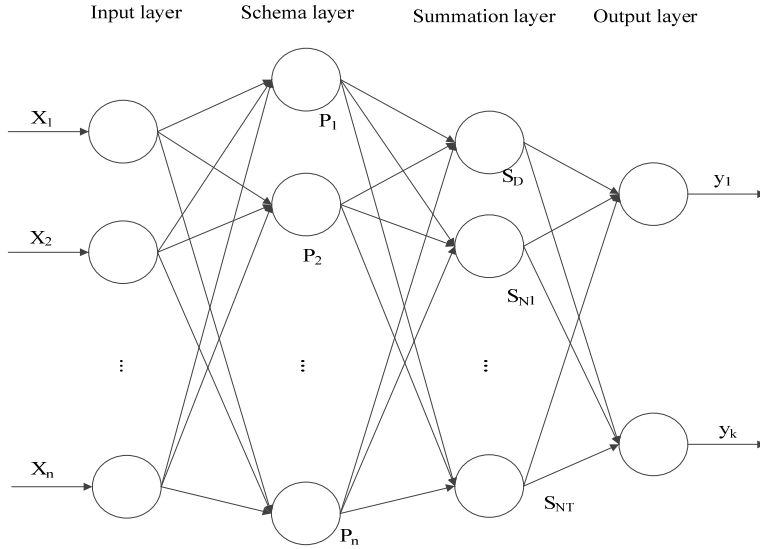 Input layer
Schema layer
Summation layer
Output layer
X1
P1
SD
y1
X2
P2
SN1
...
...
...
Xn
Pn
SNT
yk